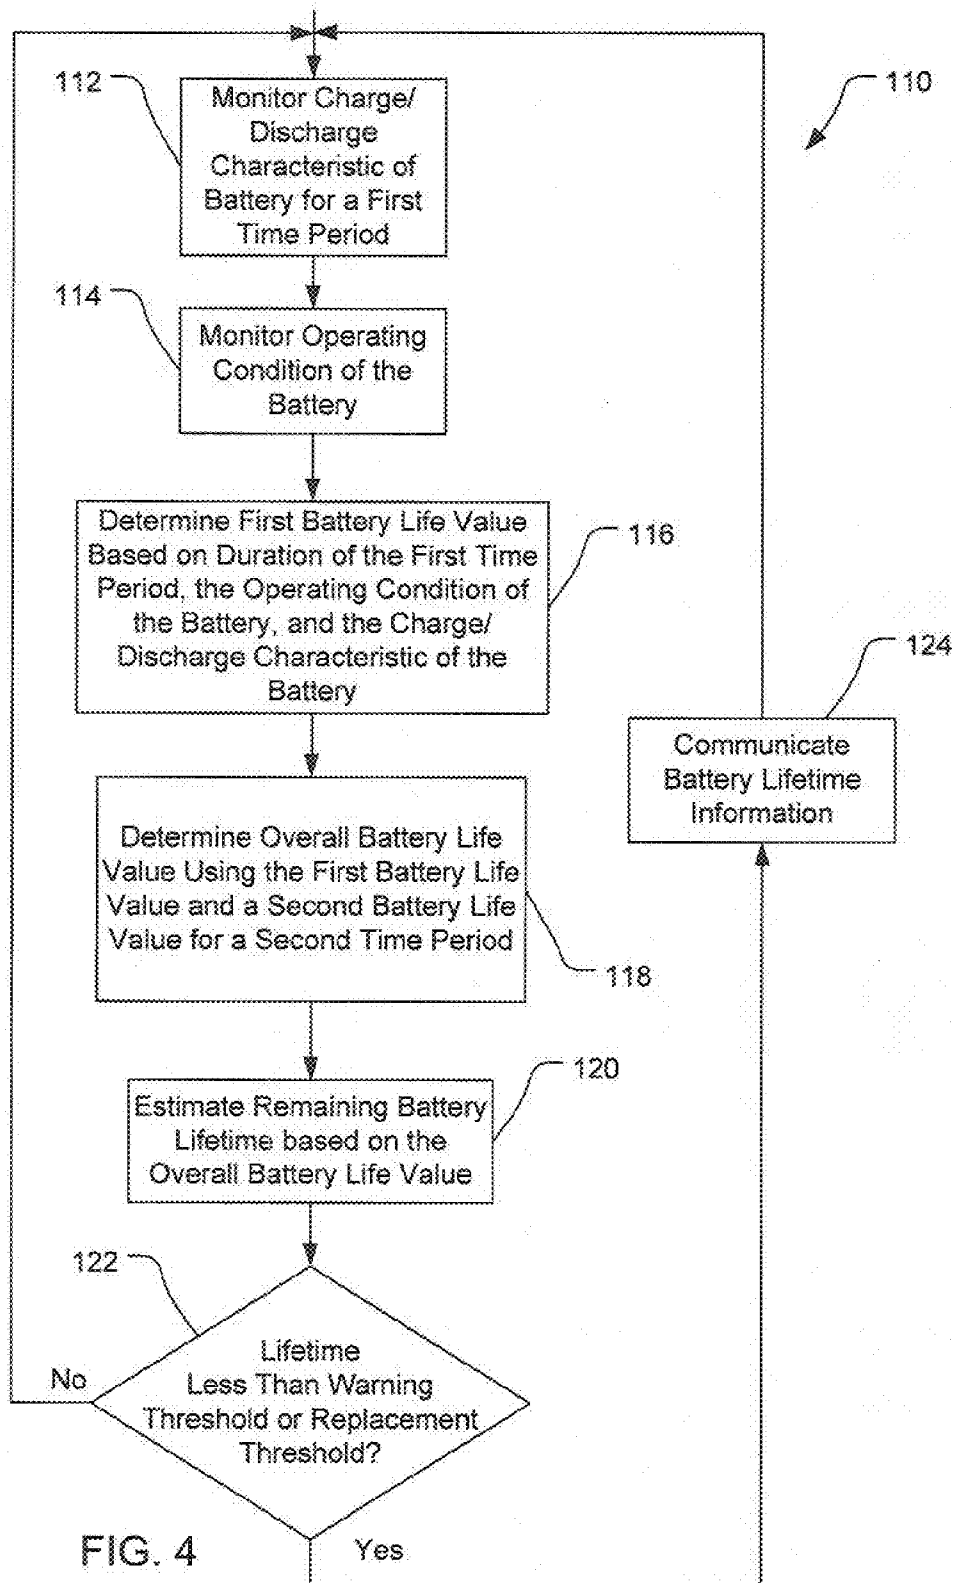 112
110
Monitor Charge/
Discharge
Characteristic of
Battery for a First
Time Period
114
Monitor Operating
Condition of the
Battery
Determine First Battery Life Value
Based on Duration of the First Time
Period, the Operating Condition of
the Battery, and the Charge/
Discharge Characteristic of the
Battery
116
124
Communicate
Battery Lifetime
Information
Determine Overall Battery Life
Value Using the First Battery Life
Value and a Second Battery Life
Value for a Second Time Period
118
120
Estimate Remaining Battery
Lifetime based on the
Overall Battery Life Value
122
Lifetime
Less Than Warning
Threshold or Replacement
Threshold?
No
Yes
FIG. 4